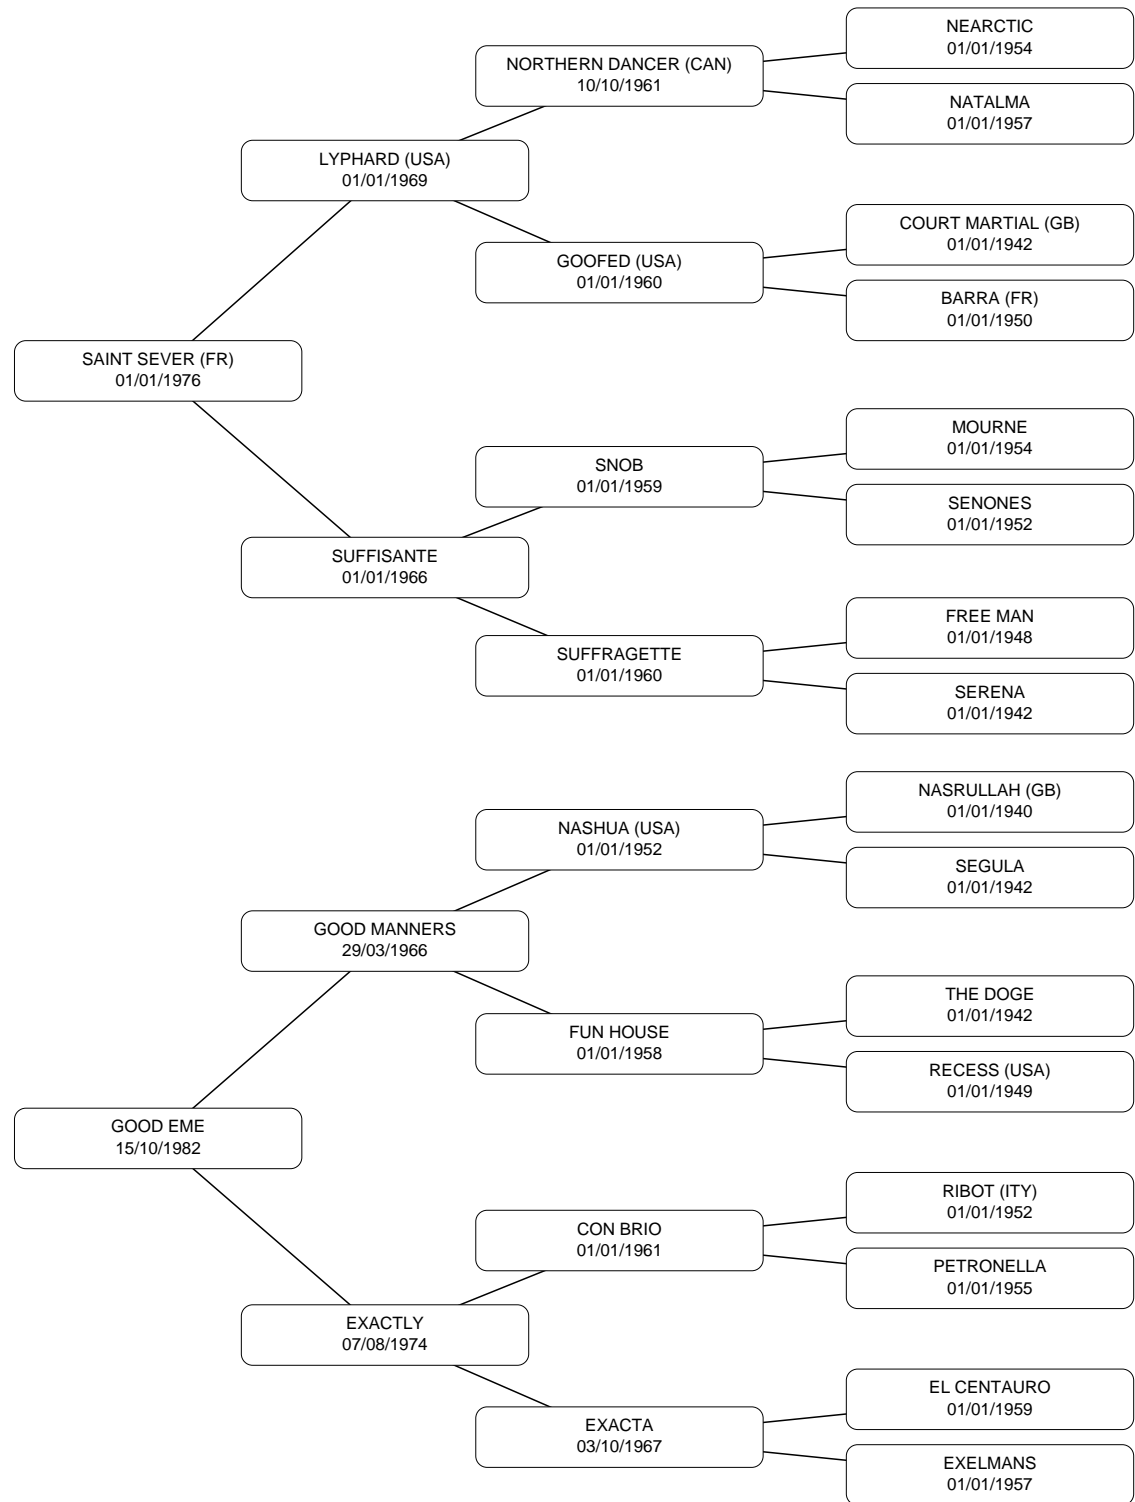 NEARCTIC
01/01/1954
NORTHERN DANCER (CAN)
10/10/1961
NATALMA
01/01/1957
LYPHARD (USA)
01/01/1969
COURT MARTIAL (GB)
01/01/1942
GOOFED (USA)
01/01/1960
BARRA (FR)
01/01/1950
SAINT SEVER (FR)
01/01/1976
MOURNE
01/01/1954
SNOB
01/01/1959
SENONES
01/01/1952
SUFFISANTE
01/01/1966
FREE MAN
01/01/1948
SUFFRAGETTE
01/01/1960
SERENA
01/01/1942
NASRULLAH (GB)
01/01/1940
NASHUA (USA)
01/01/1952
SEGULA
01/01/1942
GOOD MANNERS
29/03/1966
THE DOGE
01/01/1942
FUN HOUSE
01/01/1958
RECESS (USA)
01/01/1949
GOOD EME
15/10/1982
RIBOT (ITY)
01/01/1952
CON BRIO
01/01/1961
PETRONELLA
01/01/1955
EXACTLY
07/08/1974
EL CENTAURO
01/01/1959
EXACTA
03/10/1967
EXELMANS
01/01/1957